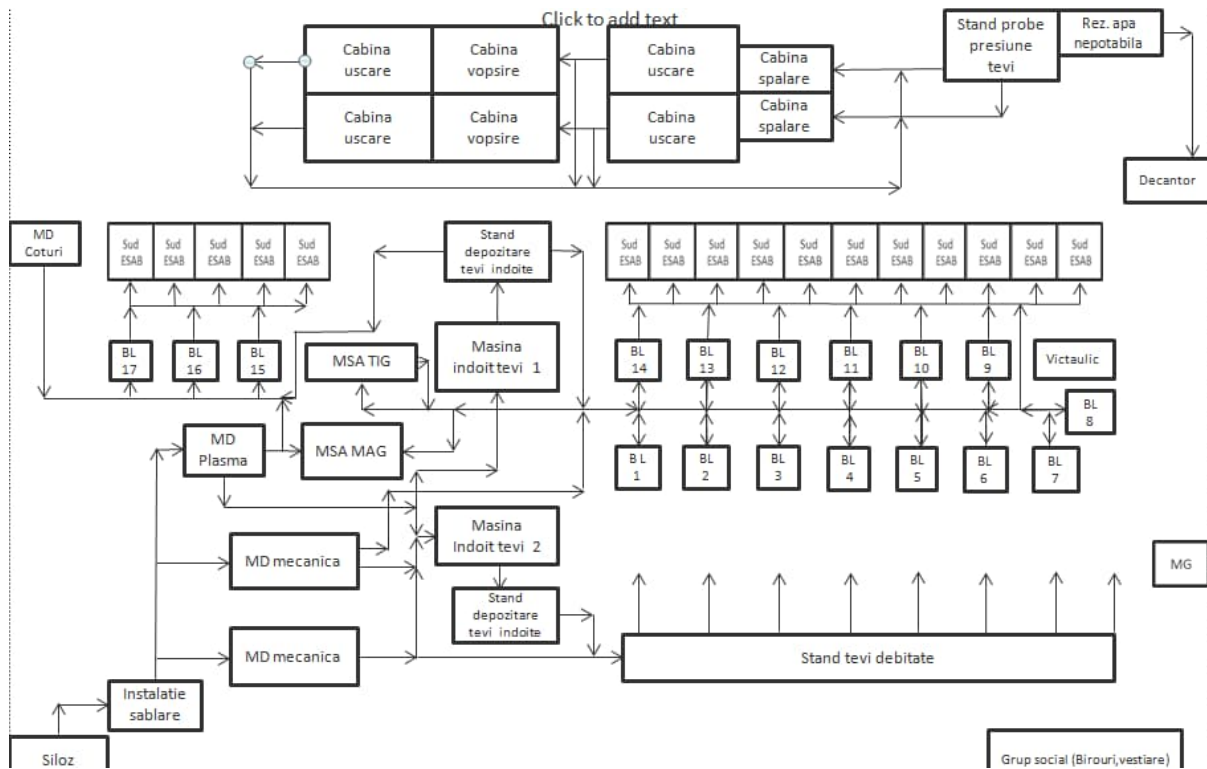 Click to add text
Cabina
uscare
Cabina
vopsire
Cabina
uscare
Cabina
spalare
Stand probe
presiune
tevi
Rez. apa
nepotabila
Cabina
uscare
Cabina
vopsire
Cabina
uscare
Cabina
spalare
Decantor
MD
Coturi
Sud
ESAB
Sud
ESAB
Sud
ESAB
Sud
ESAB
Sud
ESAB
Stand
depozitare
tevi indoite
Sud
ESAB
Sud
ESAB
Sud
ESAB
Sud
ESAB
Sud
ESAB
Sud
ESAB
Sud
ESAB
Sud
ESAB
Sud
ESAB
Sud
ESAB
Sud
ESAB
BL
17
BL
16
BL
15
MSA TIG
Masina
indoit tevi 1
BL
14
BL
13
BL
12
BL
11
BL
10
BL
9
Victaulic
BL
8
MD
Plasma
MSA MAG
BL
1
BL
2
BL
3
BL
4
BL
5
BL
6
BL
7
Masina
Indoit tevi 2
MD mecanica
MG
Stand
depozitare
tevi indoite
MD mecanica
Stand tevi debitate
Instalatie
sablare
Siloz
Grup social (Birouri,vestiare)